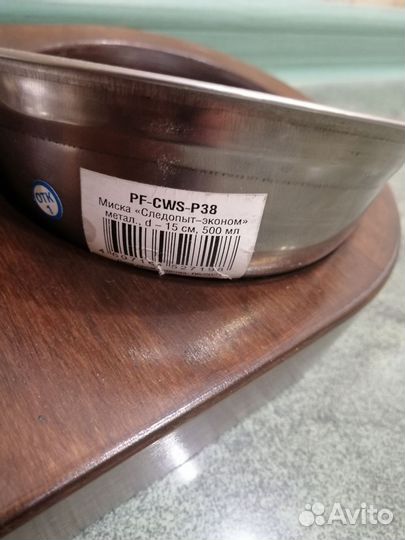 ОТК
1
PF-CWS-P38
Миска «Следопыт-эконом»
метал., d – 15 см, 500 мл
Avito